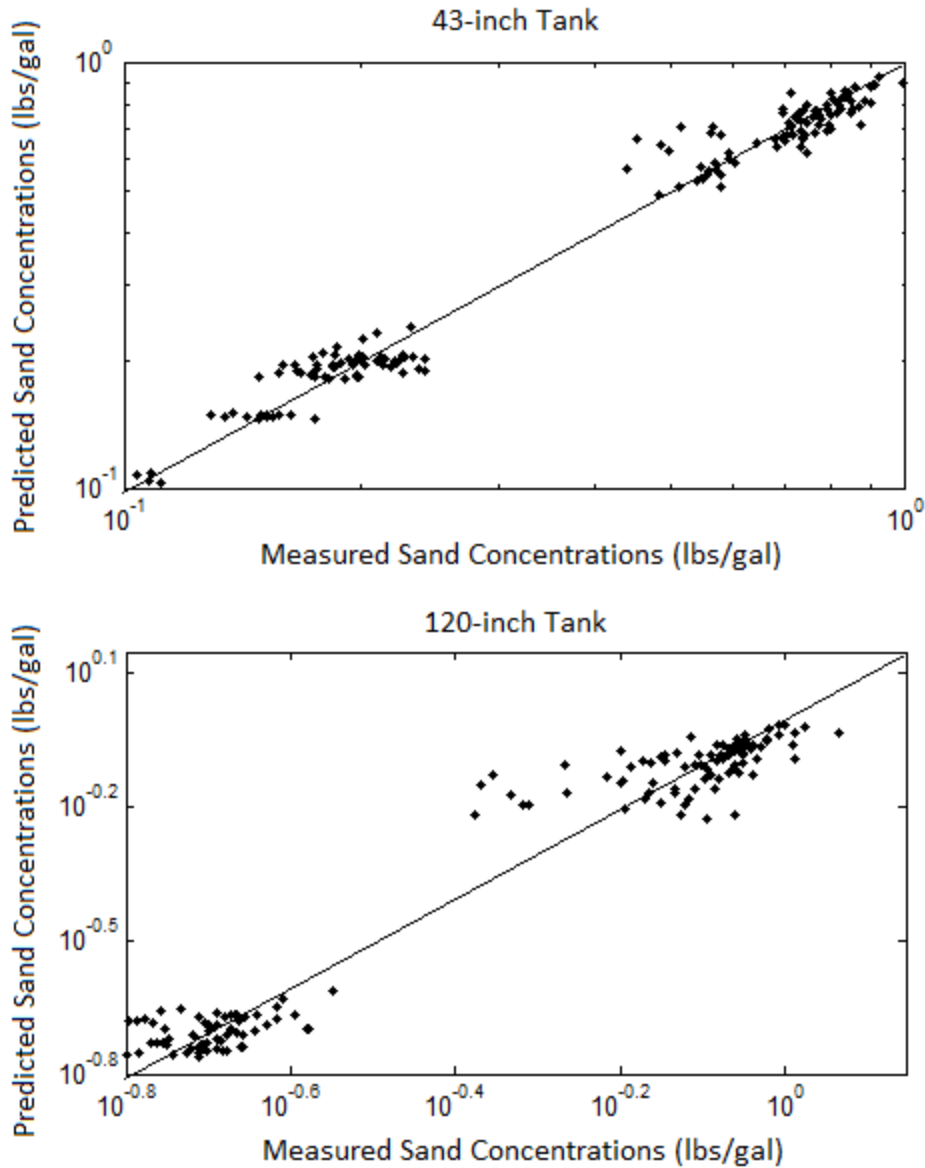 43-inch Tank
Predicted Sand Concentrations (lbs/gal)
10^0
10^-1
10^-1
10^0
Measured Sand Concentrations (lbs/gal)
120-inch Tank
Predicted Sand Concentrations (lbs/gal)
10^0.1
10^-0.2
10^-0.5
10^-0.8
10^-0.8
10^-0.6
10^-0.4
10^-0.2
10^0
Measured Sand Concentrations (lbs/gal)